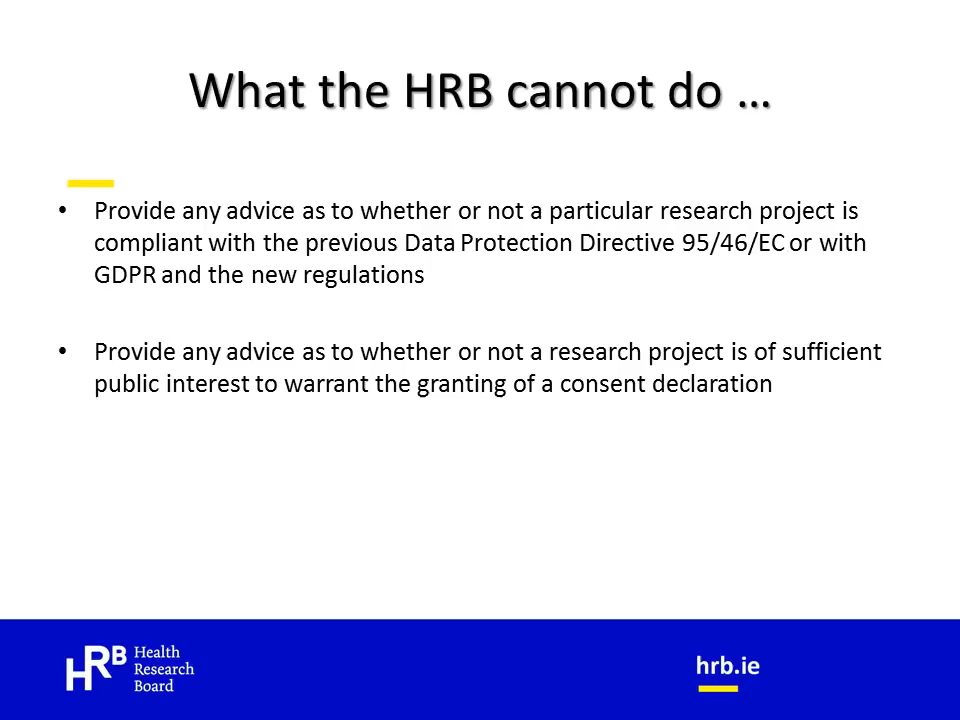 What the HRB cannot do …
• Provide any advice as to whether or not a particular research project is
compliant with the previous Data Protection Directive 95/46/EC or with
GDPR and the new regulations
• Provide any advice as to whether or not a research project is of sufficient
public interest to warrant the granting of a consent declaration
HRB
Health
Research
Board
hrb.ie